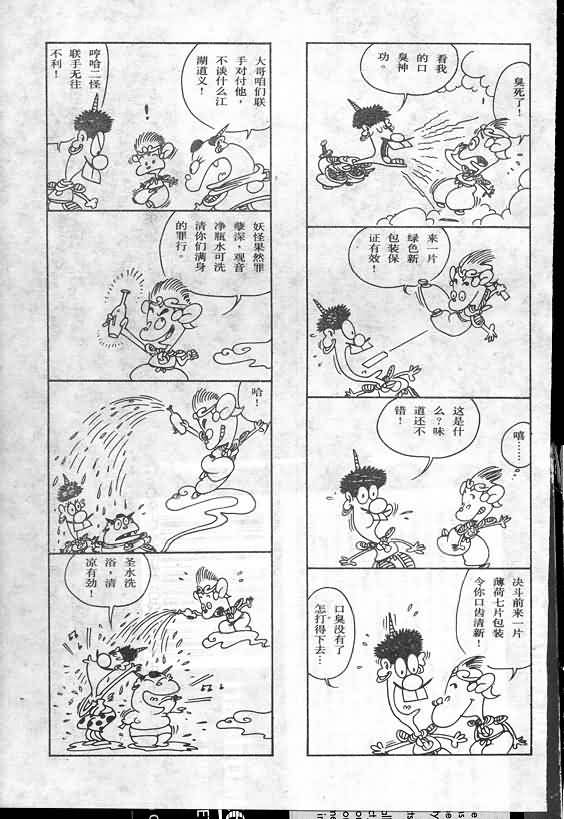 看我
的口
臭神
功。
臭死了！
来一片
绿色新
包装保
证有效！
这是什
么？味
道还不
错！
嘻……
决斗前来一片
薄荷七片包装
令你口齿清新！
口臭没有了
怎打得下去…
大哥咱们联
手对付他，
不谈什么江
湖道义！
！
哼哈二怪
联手无往
不利！
妖怪果然罪
孽深，观音
净瓶水可洗
清你们满身
的罪行。
哈！
圣水洗
浴，清
凉有劲！